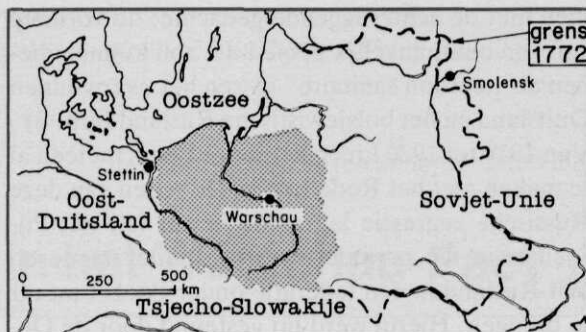 grens
1772
Smolensk
Oostzee
Stettin
Oost-
Duitsland
Warschau
Sovjet-Unie
0 250 500
km
Tsjecho-Slowakije